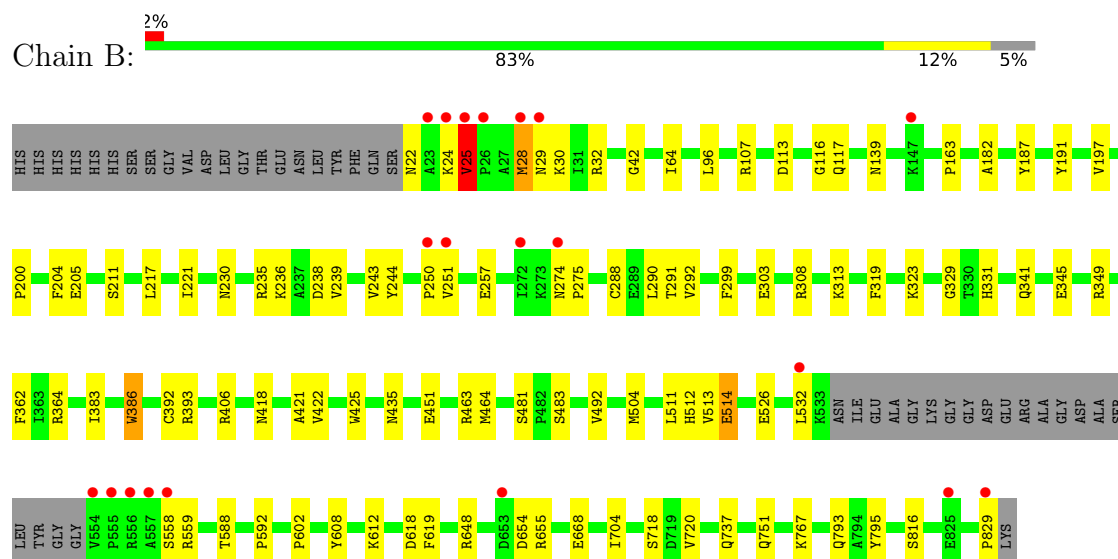 2%
Chain B:
83% 12% 5%
HIS HIS HIS HIS HIS HIS SER SER GLY VAL ASP LEU GLY THR GLU ASN LEU TYR PHE GLN SER N22 A23 K24 V25 P26 A27 M28 N29 K30 I31 R32 G42 I64 L96 R107 D113 G116 Q117 N139 K147 P163 A182 Y187 Y191 V197
P200 F204 E205 S211 L217 I221 N230 R235 K236 A237 D238 V239 V243 Y244 P250 V251 E257 I272 K273 N274 P275 C288 E289 L290 T291 V292 F299 E303 R308 K313 F319 K323 G329 T330 H331 Q341 E345 R349
F362 I363 R364 I383 W386 C392 R393 R406 N418 A421 V422 W425 N435 E451 R463 M464 S481 P482 S483 V492 M504 L511 H512 V513 E514 E526 L532 K533 ASN ILE GLU ALA GLY LYS GLY GLY ASP GLU ARG ALA GLY ASP ALA SER
LEU TYR GLY GLY V554 P555 R556 A557 S558 R559 T588 P592 P602 Y608 K612 D618 F619 R648 D653 D654 R655 E668 I704 S718 D719 V720 Q737 Q751 K767 Q793 A794 Y795 S816 E825 P829 LYS